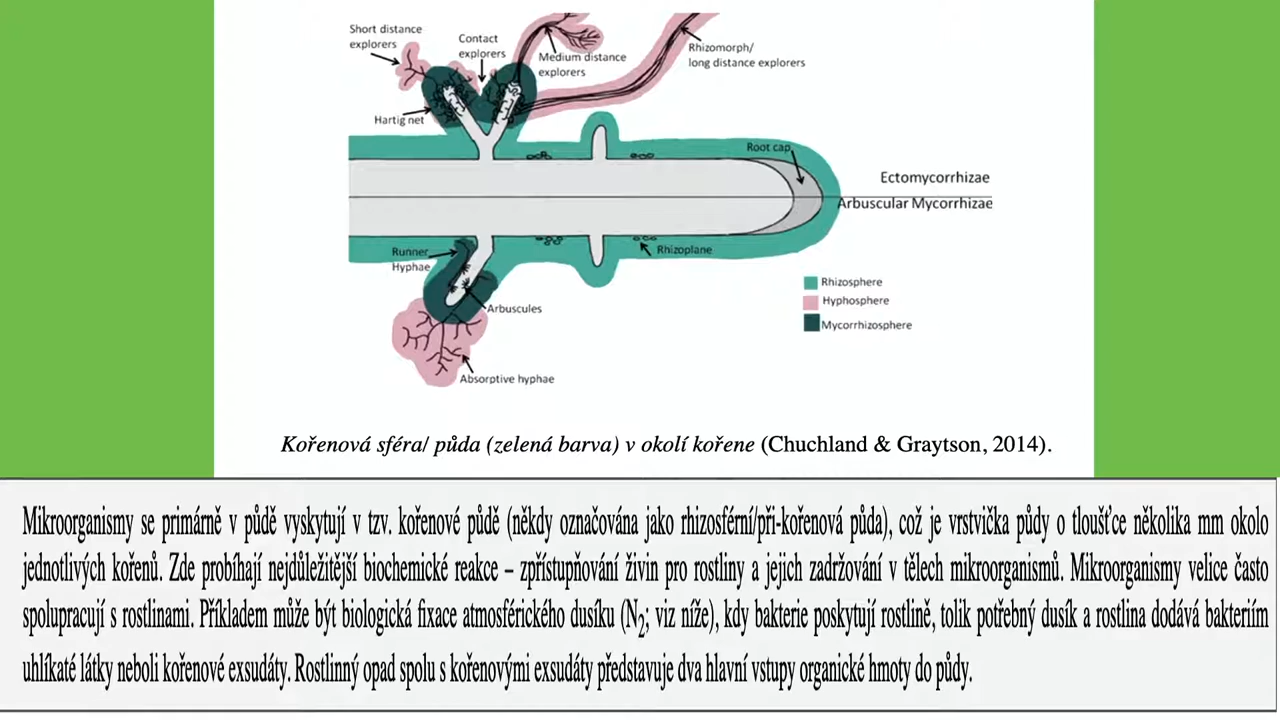 Short distance
explorers
Contact
explorers
Medium distance
explorers
Rhizomorph/
long distance explorers
Hartig net
Root cap
Ectomycorrhizae
Arbuscular Mycorrhizae
Runner
Hyphae
Rhizoplane
Arbuscules
Absorptive hyphae
Rhizosphere
Hyphosphere
Mycorrhizosphere
Kořenová sféra/ půda (zelená barva) v okolí kořene (Chuchland & Graytson, 2014).
Mikroorganismy se primárně v půdě vyskytují v tzv. kořenové půdě (někdy označována jako rhizosférní/při-kořenová půda), což je vrstvička půdy o tloušťce několika mm okolo
jednotlivých kořenů. Zde probíhají nejdůležitější biochemické reakce – zpřístupňování živin pro rostliny a jejich zadržování v tělech mikroorganismů. Mikroorganismy velice často
spolupracují s rostlinami. Příkladem může být biologická fixace atmosférického dusíku (N₂; viz níže), kdy bakterie poskytují rostlině, tolik potřebný dusík a rostlina dodává bakteriím
uhlíkaté látky neboli kořenové exsudáty. Rostlinný opad spolu s kořenovými exsudáty představuje dva hlavní vstupy organické hmoty do půdy.